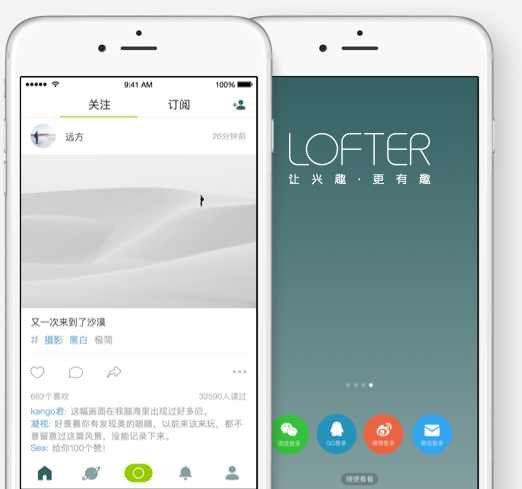 9:41 AM
100%
关注
订阅
远方
26分钟前
又一次来到了沙漠
# 摄影 黑白 极简
683个喜欢
32590人读过
kango君: 这幅画面在我脑海里出现过好多回。
凝视: 好羡慕你有发现美的眼睛，以前来这来玩，都不
曾留意过这篇风景，没能记录下来。
Sea: 给你100个赞!
LOFTER
让兴趣·更有趣
微信登录
QQ登录
微博登录
随便看看